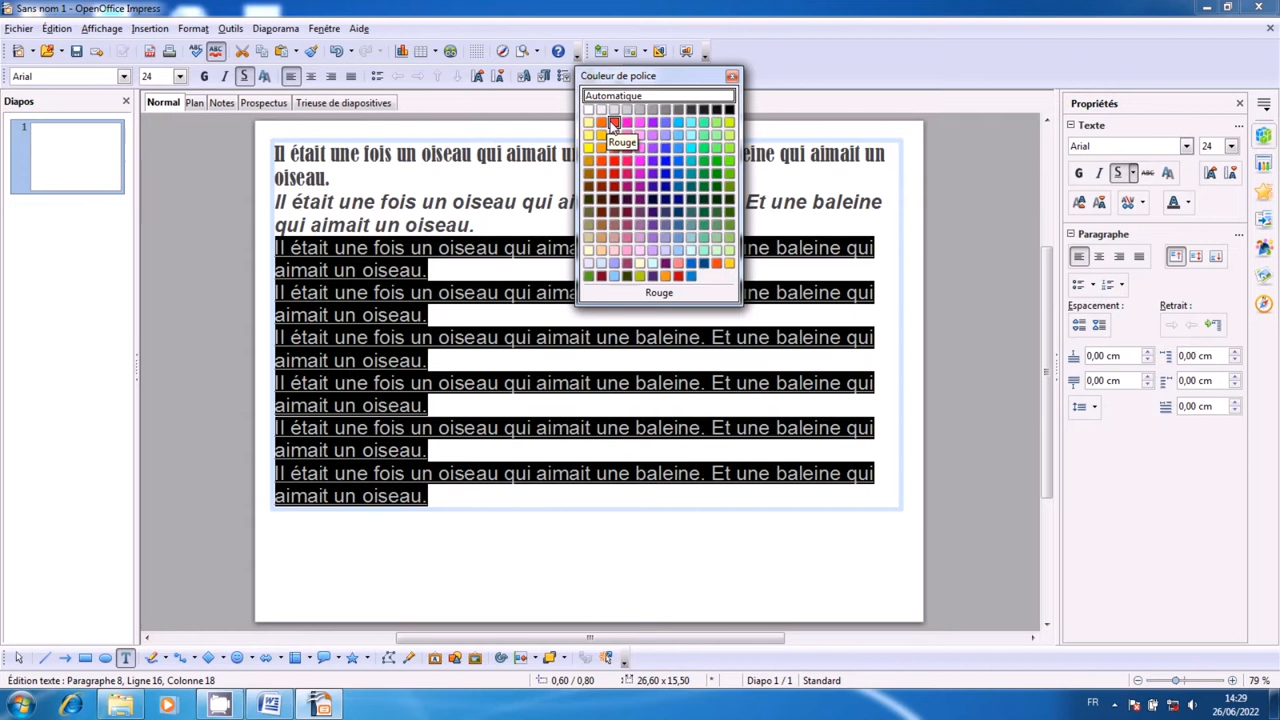 Sans nom 1 - OpenOffice Impress
Fichier Édition Affichage Insertion Format Outils Diaporama Fenêtre Aide
Arial 24
Couleur de police
Automatique
Rouge
Rouge
Diapos
1
Normal Plan Notes Prospectus Trieuse de diapositives
Il était une fois un oiseau qui aimait un
eine qui aimait un
oiseau.
Il était une fois un oiseau qui ai
Et une baleine
qui aimait un oiseau.
Il était une fois un oiseau qui aima
ne baleine qui
aimait un oiseau.
Il était une fois un oiseau qui aima
ne baleine qui
aimait un oiseau.
Il était une fois un oiseau qui aimait une baleine. Et une baleine qui
aimait un oiseau.
Il était une fois un oiseau qui aimait une baleine. Et une baleine qui
aimait un oiseau.
Il était une fois un oiseau qui aimait une baleine. Et une baleine qui
aimait un oiseau.
Il était une fois un oiseau qui aimait une baleine. Et une baleine qui
aimait un oiseau.
Propriétés
Texte
Arial 24
G I S ABC A
Paragraphe
Espacement : Retrait :
0,00 cm 0,00 cm
0,00 cm 0,00 cm
0,00 cm
Édition texte : Paragraphe 8, Ligne 16, Colonne 18 0,60 / 0,80 26,60 x 15,50 * Diapo 1 / 1 Standard 79 %
FR
14:29
26/06/2022